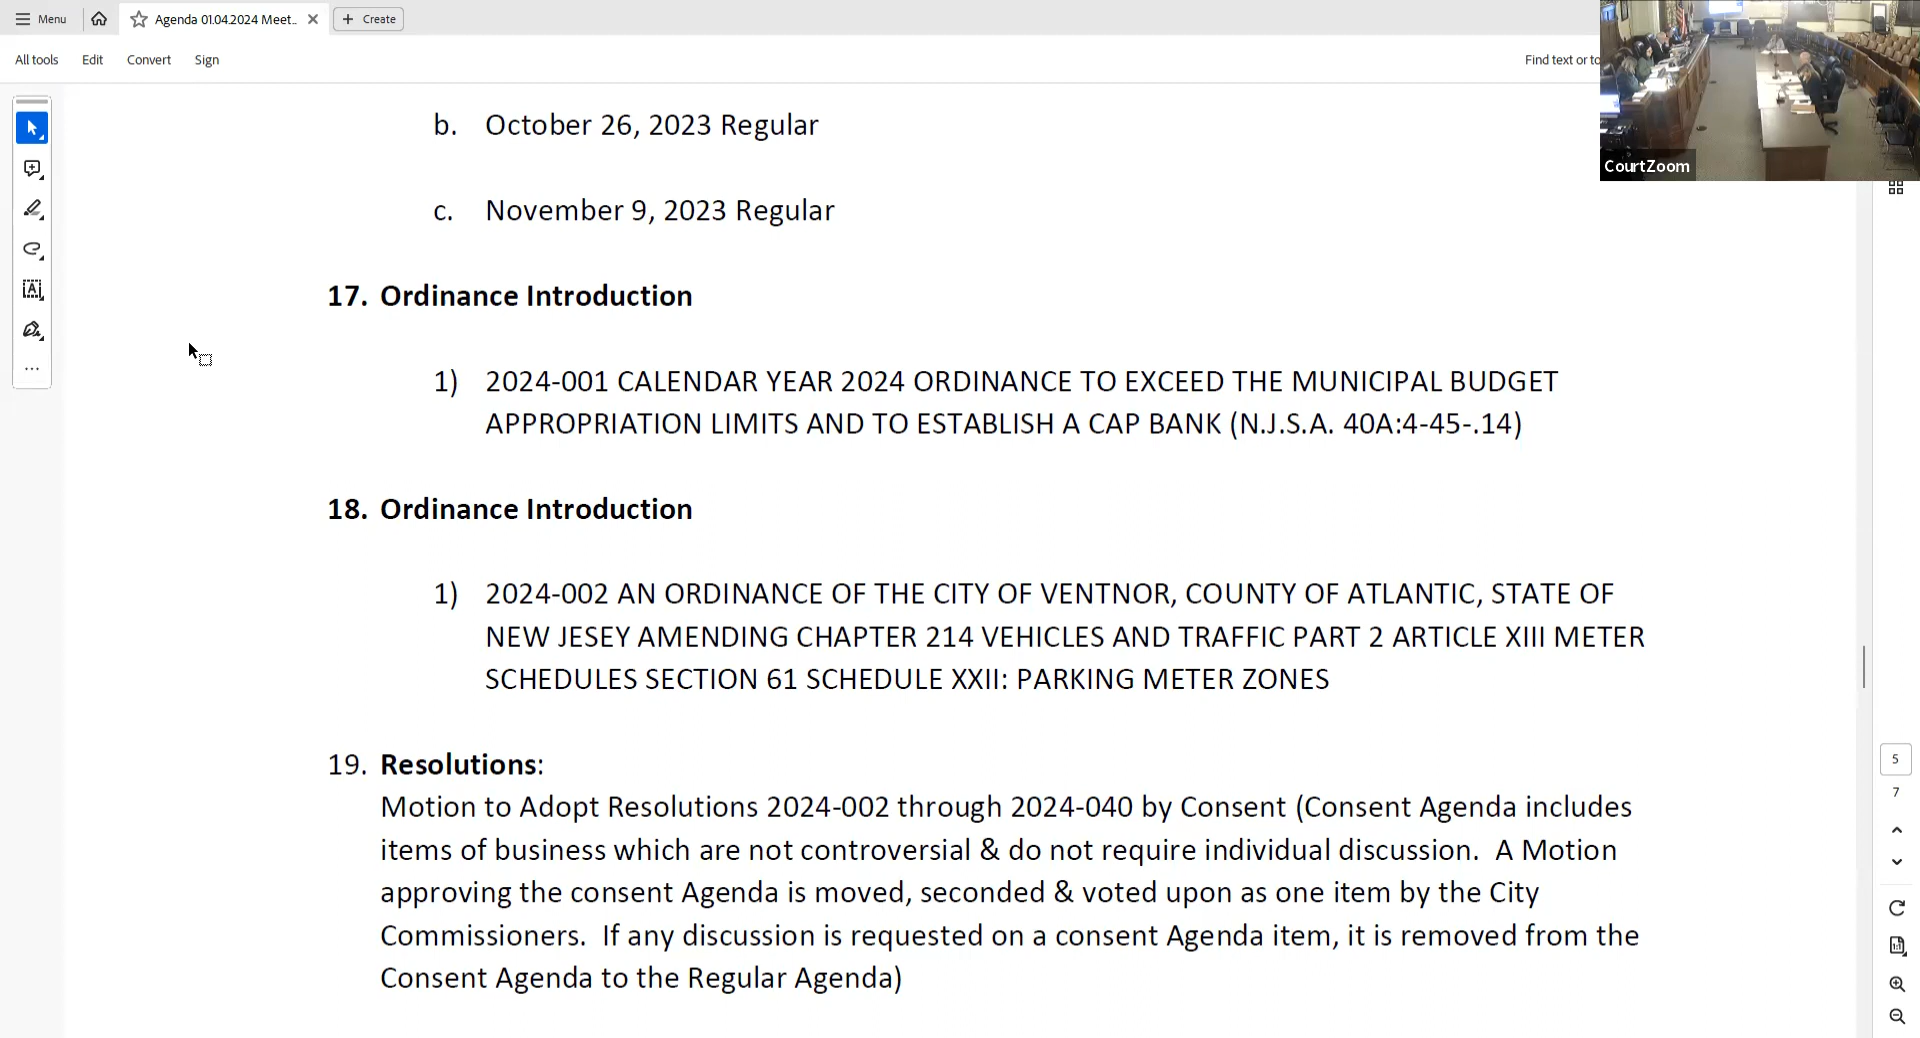 Menu
Agenda 01.04.2024 Meet...
Create
All tools
Edit
Convert
Sign
Find text or to
CourtZoom
b. October 26, 2023 Regular
c. November 9, 2023 Regular
17. Ordinance Introduction
1) 2024-001 CALENDAR YEAR 2024 ORDINANCE TO EXCEED THE MUNICIPAL BUDGET
APPROPRIATION LIMITS AND TO ESTABLISH A CAP BANK (N.J.S.A. 40A:4-45-.14)
18. Ordinance Introduction
1) 2024-002 AN ORDINANCE OF THE CITY OF VENTNOR, COUNTY OF ATLANTIC, STATE OF
NEW JESEY AMENDING CHAPTER 214 VEHICLES AND TRAFFIC PART 2 ARTICLE XIII METER
SCHEDULES SECTION 61 SCHEDULE XXII: PARKING METER ZONES
19. Resolutions:
Motion to Adopt Resolutions 2024-002 through 2024-040 by Consent (Consent Agenda includes
items of business which are not controversial & do not require individual discussion. A Motion
approving the consent Agenda is moved, seconded & voted upon as one item by the City
Commissioners. If any discussion is requested on a consent Agenda item, it is removed from the
Consent Agenda to the Regular Agenda)
5
7